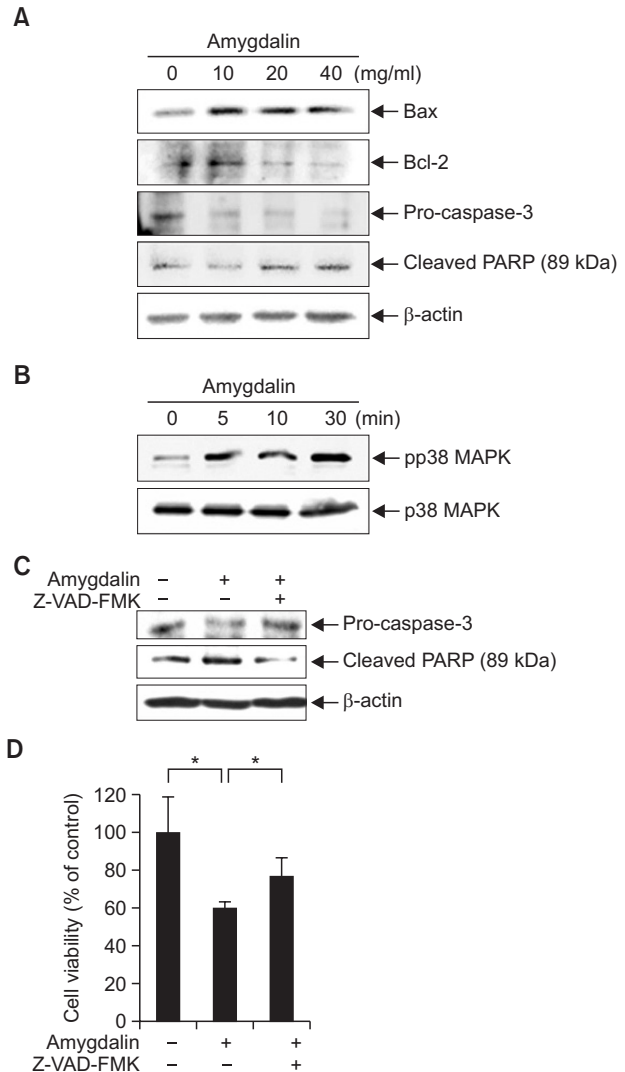 A
Amygdalin
0 10 20 40 (mg/ml)
Bax
Bcl-2
Pro-caspase-3
Cleaved PARP (89 kDa)
β-actin
B
Amygdalin
0 5 10 30 (min)
pp38 MAPK
p38 MAPK
C
Amygdalin – + +
Z-VAD-FMK – – +
Pro-caspase-3
Cleaved PARP (89 kDa)
β-actin
D
* *
Cell viability (% of control)
120
100
80
60
40
20
0
Amygdalin – + +
Z-VAD-FMK – – +